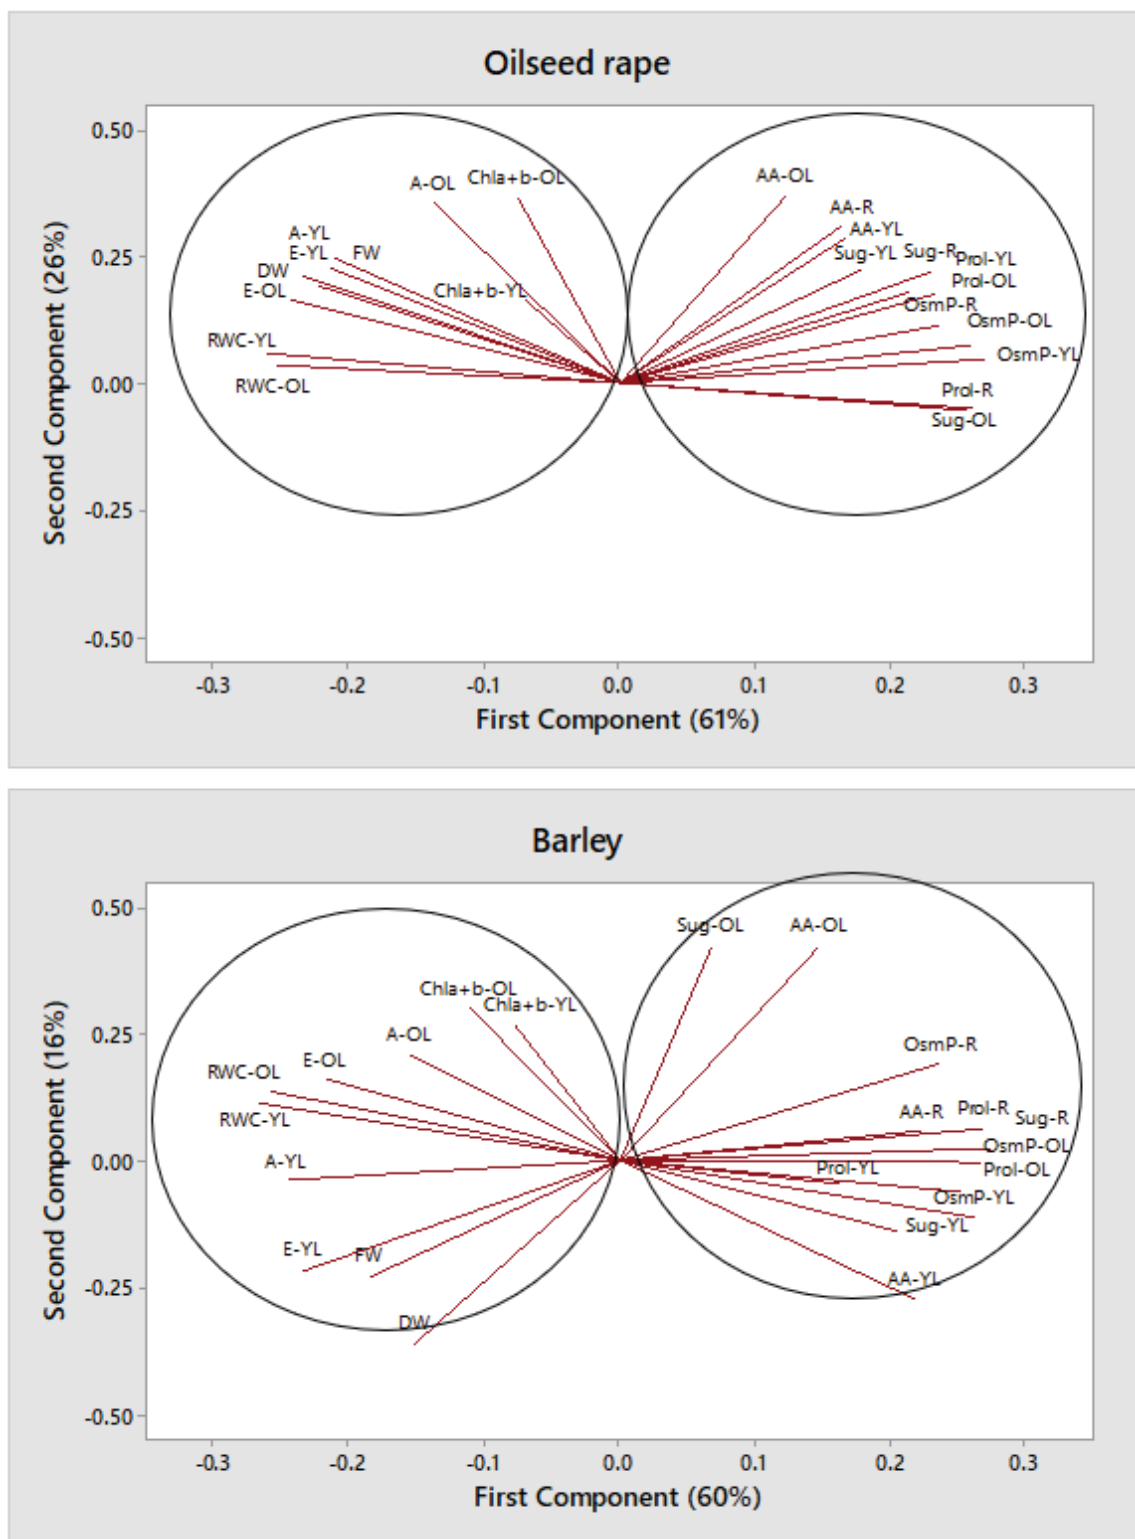 Oilseed rape
0.50
0.25
0.00
-0.25
-0.50
Second Component (26%)
A-OL
Chla+b-OL
AA-OL
AA-R
A-YL
AA-YL
E-YL
FW
Sug-YL
Sug-R
Prol-YL
DW
Prol-OL
E-OL
Chla+b-YL
OsmP-R
OsmP-OL
RWC-YL
OsmP-YL
RWC-OL
Prol-R
Sug-OL
-0.3 -0.2 -0.1 0.0 0.1 0.2 0.3
First Component (61%)
Barley
0.50
0.25
0.00
-0.25
-0.50
Second Component (16%)
Sug-OL
AA-OL
Chla+b-OL
Chla+b-YL
A-OL
OsmP-R
E-OL
RWC-OL
AA-R
Prol-R
Sug-R
RWC-YL
OsmP-OL
A-YL
Prol-YL
Prol-OL
OsmP-YL
Sug-YL
E-YL
FW
AA-YL
DW
-0.3 -0.2 -0.1 0.0 0.1 0.2 0.3
First Component (60%)